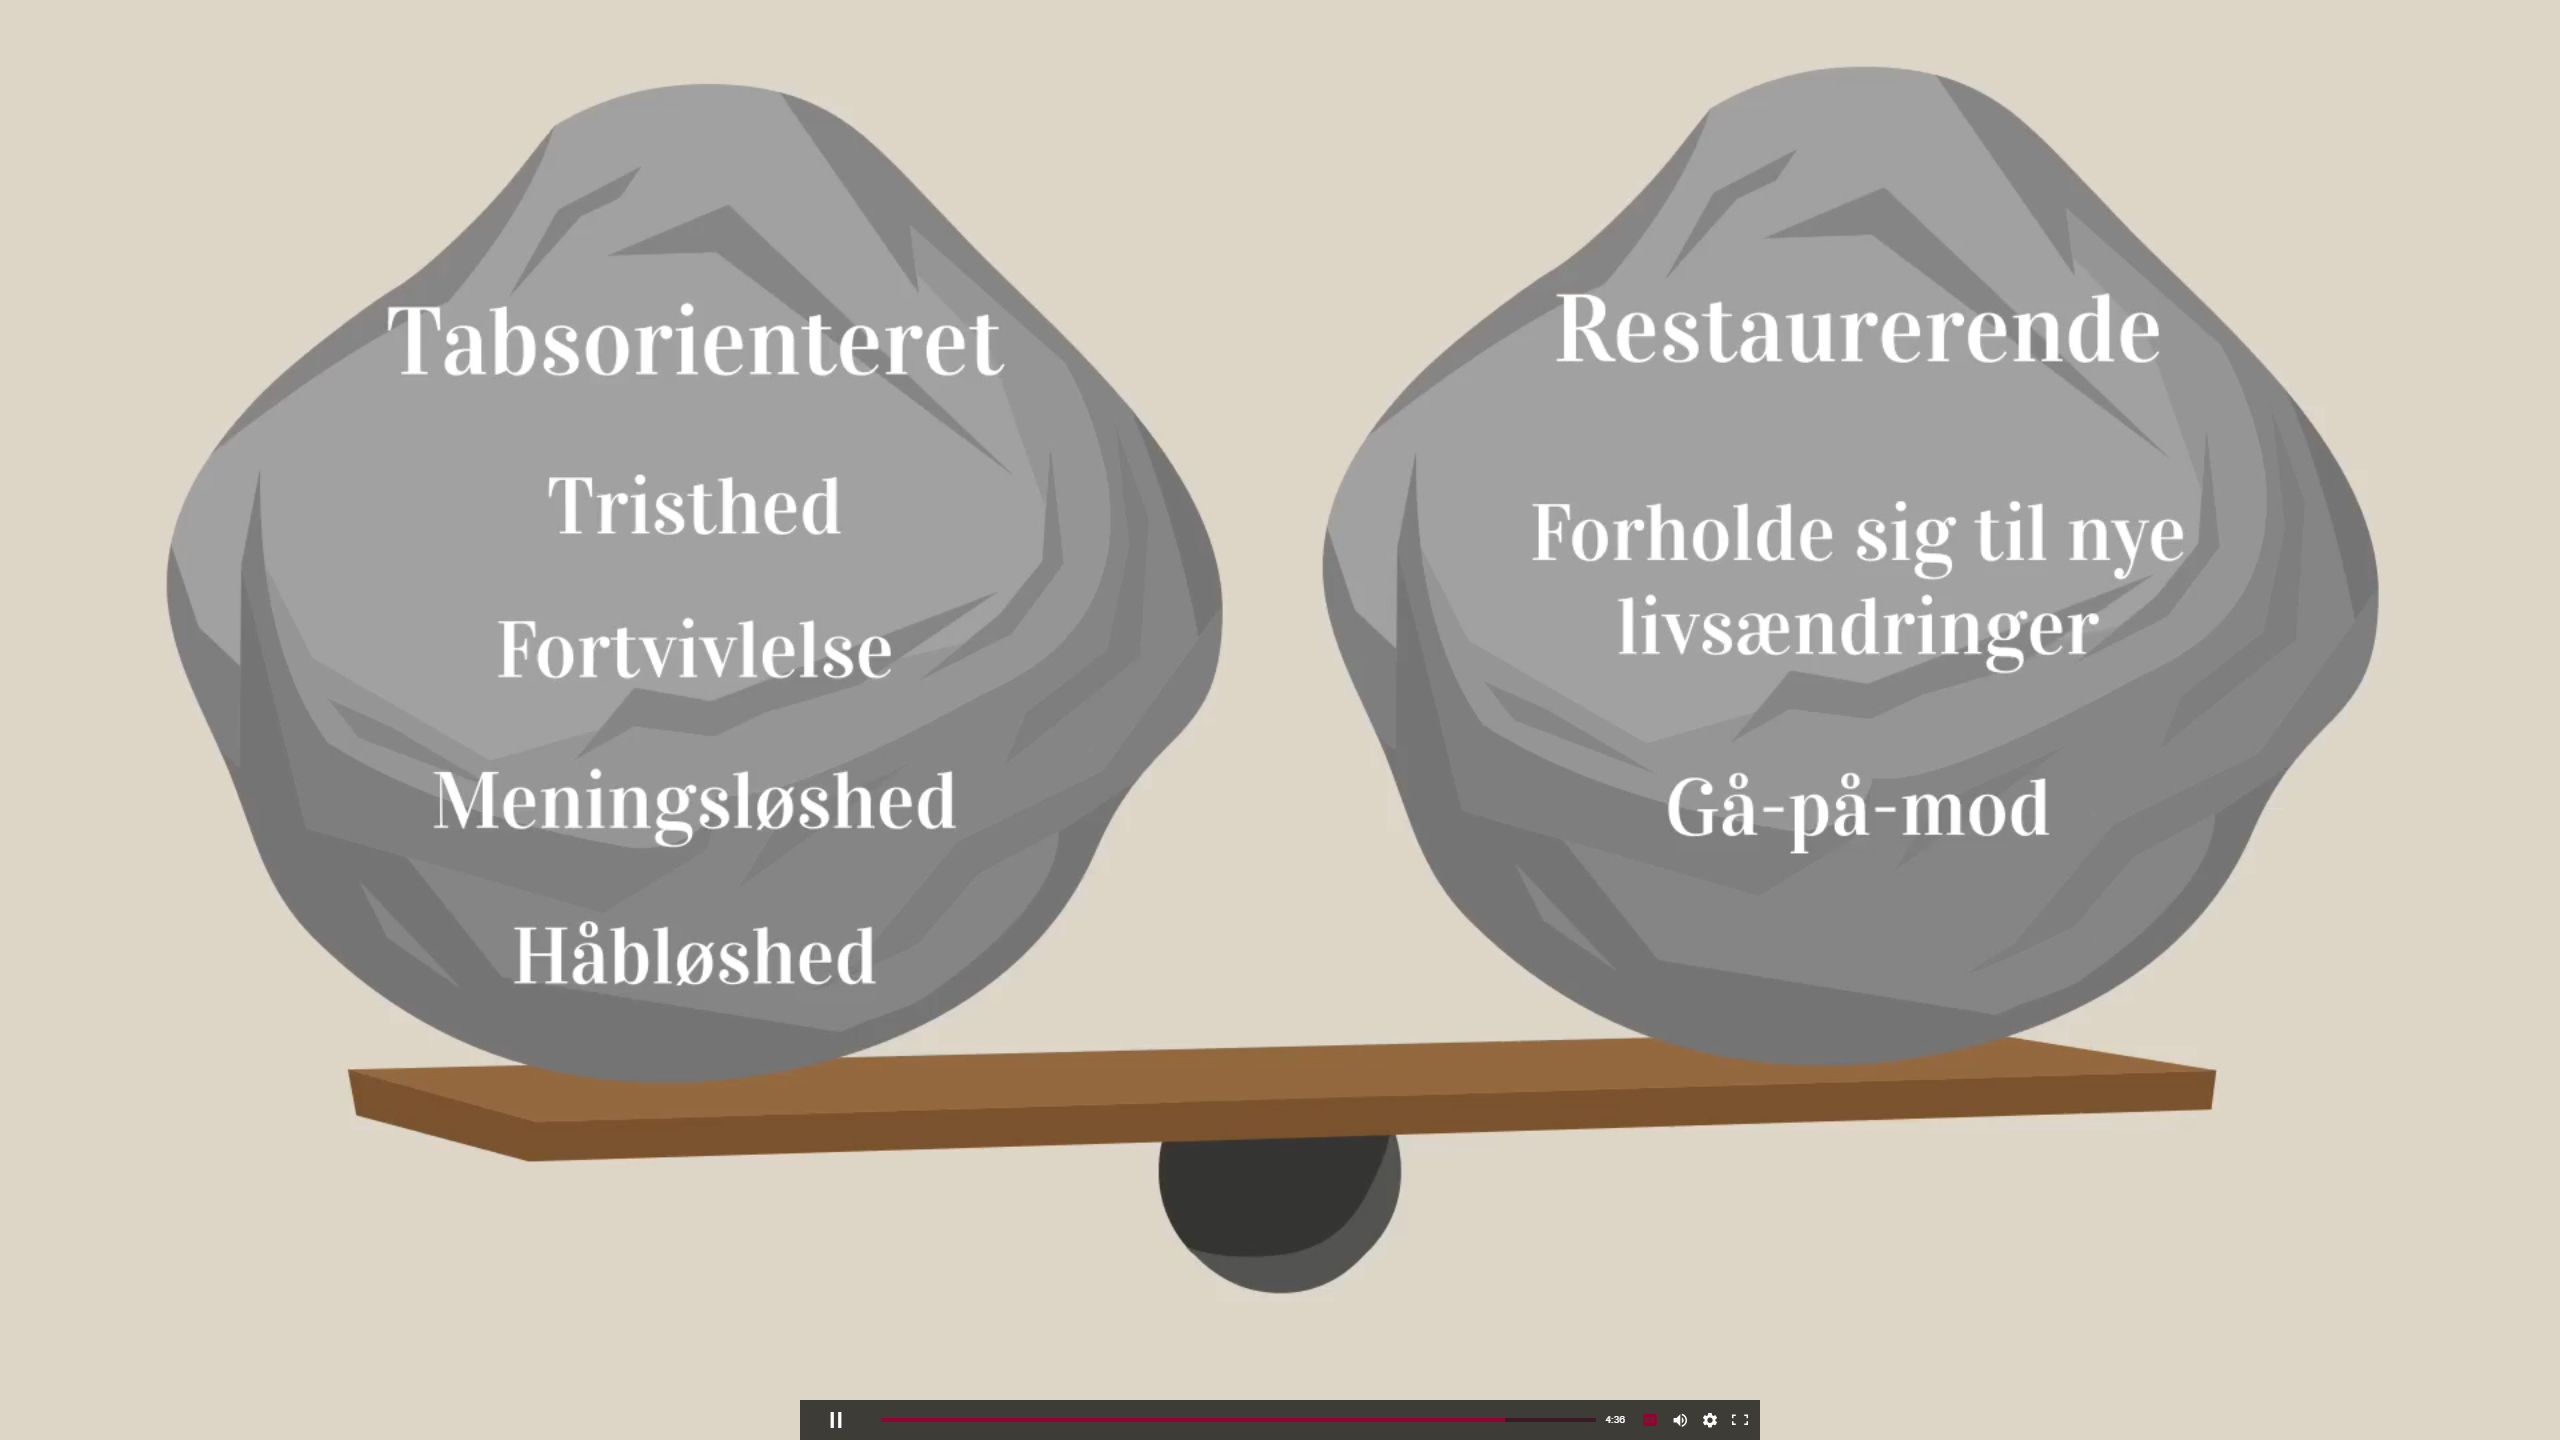 Tabsorienteret
Tristhed
Fortvivlelse
Meningsløshed
Håbløshed
Restaurerende
Forholde sig til nye
livsændringer
Gå-på-mod
4:36